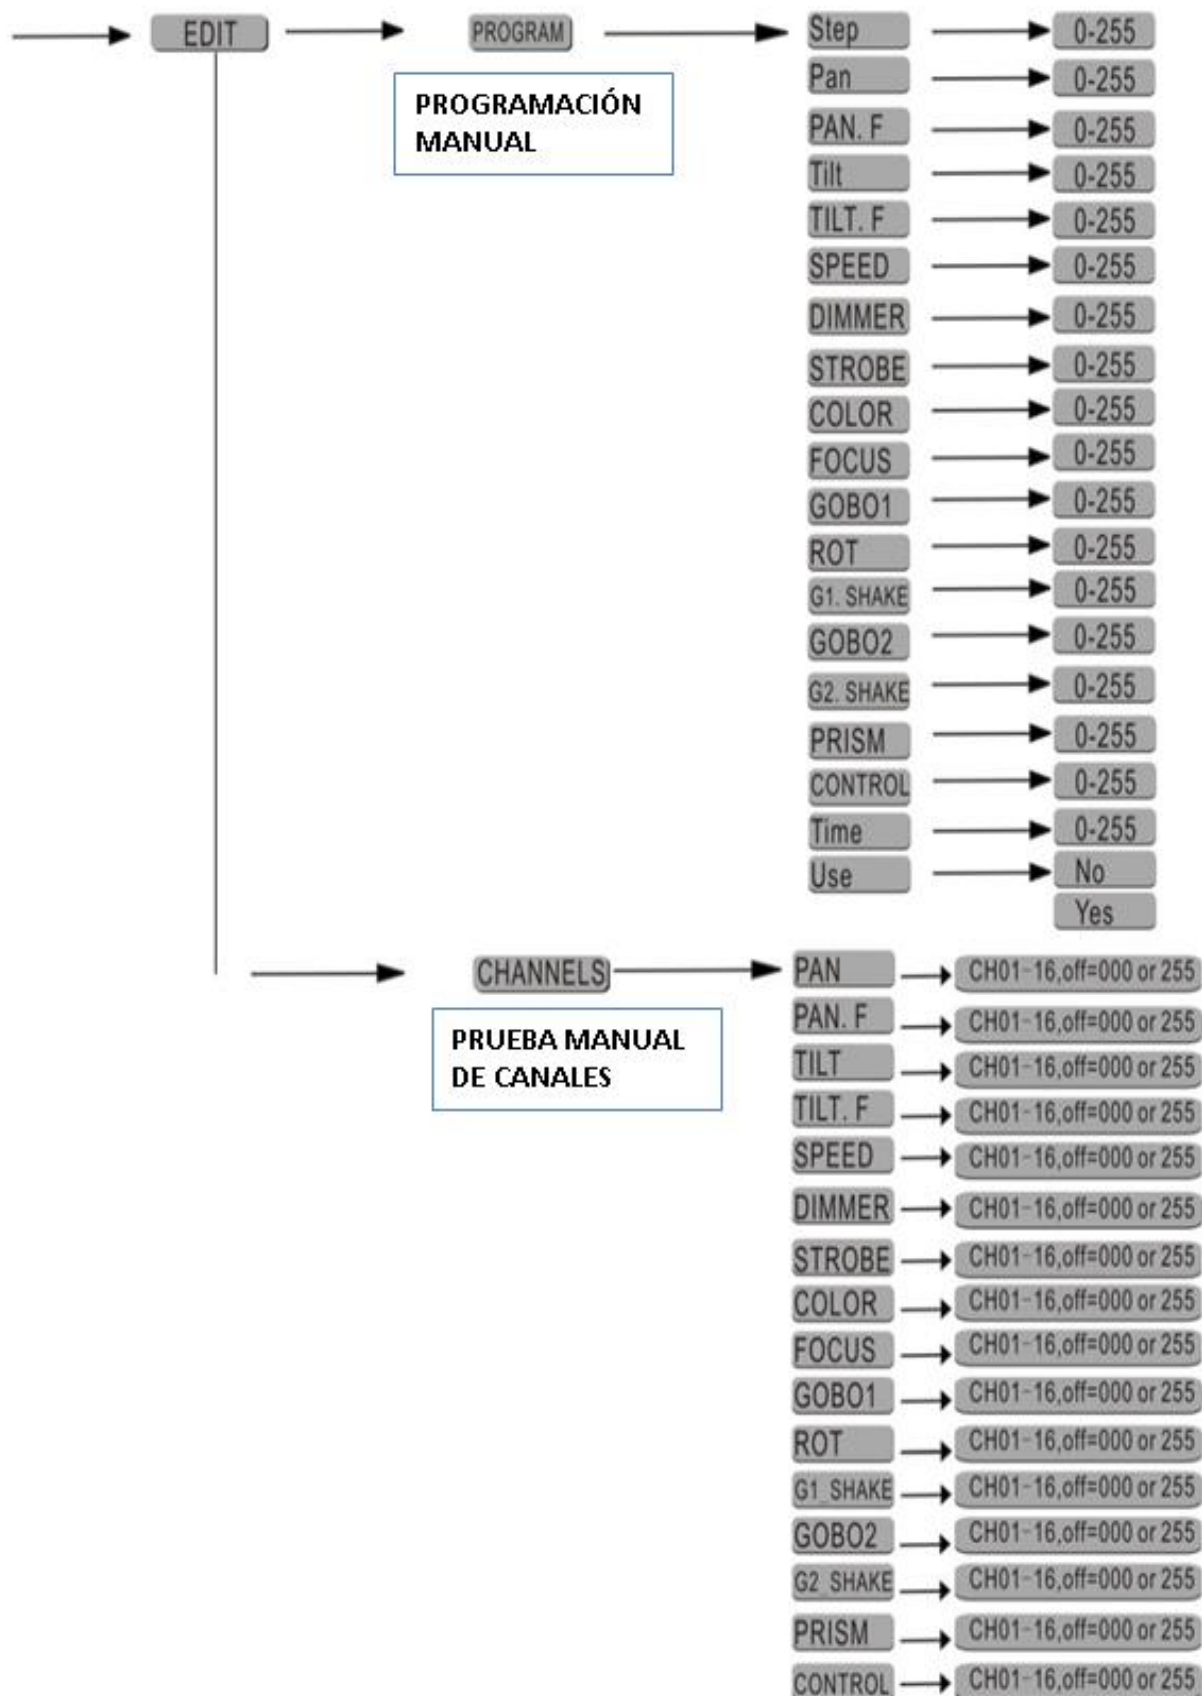 EDIT PROGRAM Step 0-255
PROGRAMACIÓN
MANUAL
Pan 0-255
PAN. F 0-255
Tilt 0-255
TILT. F 0-255
SPEED 0-255
DIMMER 0-255
STROBE 0-255
COLOR 0-255
FOCUS 0-255
GOBO1 0-255
ROT 0-255
G1. SHAKE 0-255
GOBO2 0-255
G2. SHAKE 0-255
PRISM 0-255
CONTROL 0-255
Time 0-255
Use No
Yes
CHANNELS PAN CH01-16,off=000 or 255
PRUEBA MANUAL
DE CANALES
PAN. F CH01-16,off=000 or 255
TILT CH01-16,off=000 or 255
TILT. F CH01-16,off=000 or 255
SPEED CH01-16,off=000 or 255
DIMMER CH01-16,off=000 or 255
STROBE CH01-16,off=000 or 255
COLOR CH01-16,off=000 or 255
FOCUS CH01-16,off=000 or 255
GOBO1 CH01-16,off=000 or 255
ROT CH01-16,off=000 or 255
G1_SHAKE CH01-16,off=000 or 255
GOBO2 CH01-16,off=000 or 255
G2 SHAKE CH01-16,off=000 or 255
PRISM CH01-16,off=000 or 255
CONTROL CH01-16,off=000 or 255